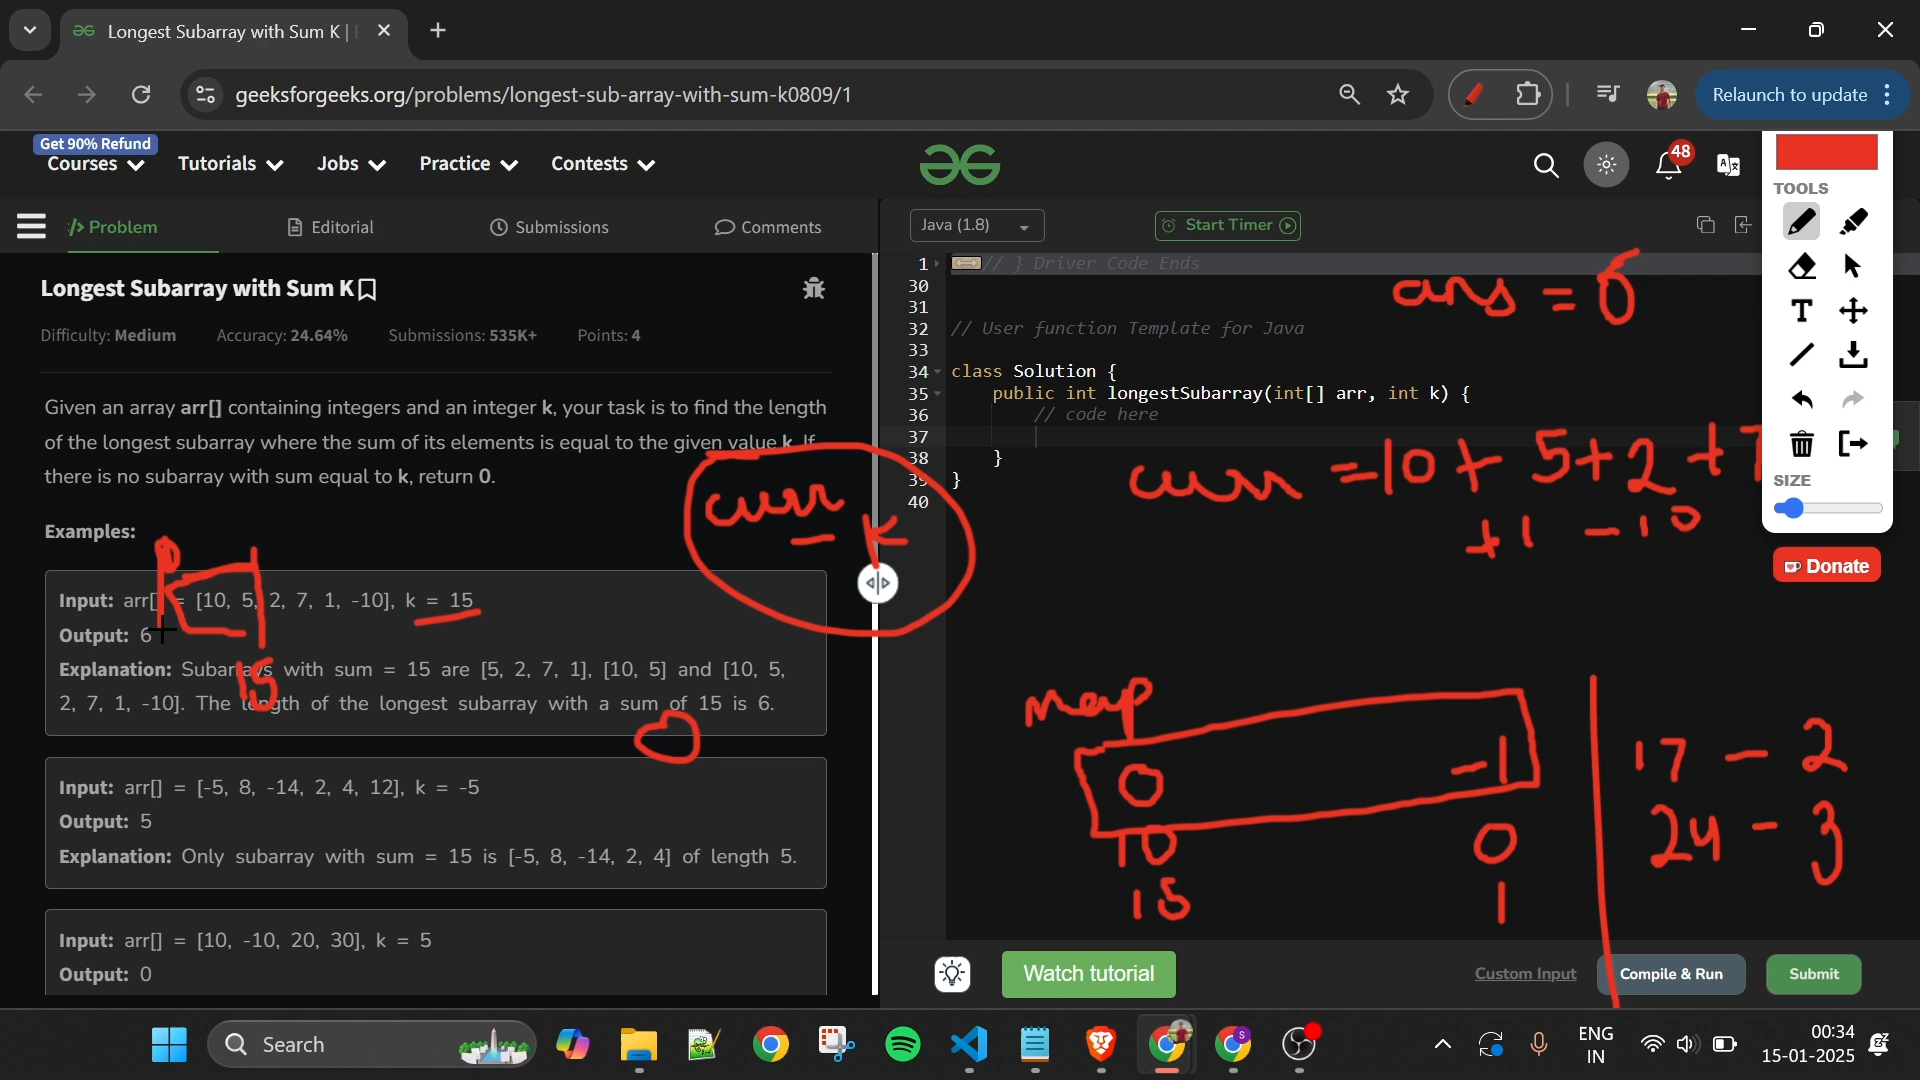 Longest Subarray with Sum K |
geeksforgeeks.org/problems/longest-sub-array-with-sum-k0809/1
Relaunch to update
Get 90% Refund
Courses
Tutorials
Jobs
Practice
Contests
48
Problem
Editorial
Submissions
Comments
Java (1.8)
Start Timer
TOOLS
Longest Subarray with Sum K
Difficulty: Medium
Accuracy: 24.64%
Submissions: 535K+
Points: 4
Given an array arr[] containing integers and an integer k, your task is to find the length
of the longest subarray where the sum of its elements is equal to the given value k. If
there is no subarray with sum equal to k, return 0.
Examples:
Input: arr[] = [10, 5, 2, 7, 1, -10], k = 15
Output: 6
Explanation: Subarrays with sum = 15 are [5, 2, 7, 1], [10, 5] and [10, 5,
2, 7, 1, -10]. The length of the longest subarray with a sum of 15 is 6.
15
Input: arr[] = [-5, 8, -14, 2, 4, 12], k = -5
Output: 5
Explanation: Only subarray with sum = 15 is [-5, 8, -14, 2, 4] of length 5.
Input: arr[] = [10, -10, 20, 30], k = 5
Output: 0
curr - k
1 // } Driver Code Ends
30
31
32 // User function Template for Java
33
34 class Solution {
35 public int longestSubarray(int[] arr, int k) {
36 // code here
37
38 }
39 }
40
ans = 6
curr = 10 + 5 + 2 + 7
+ 1 - 10
SIZE
Donate
Map
0 -1
10 0
15 1
17 - 2
24 - 3
Watch tutorial
Custom Input
Compile & Run
Submit
Search
ENG
IN
00:34
15-01-2025